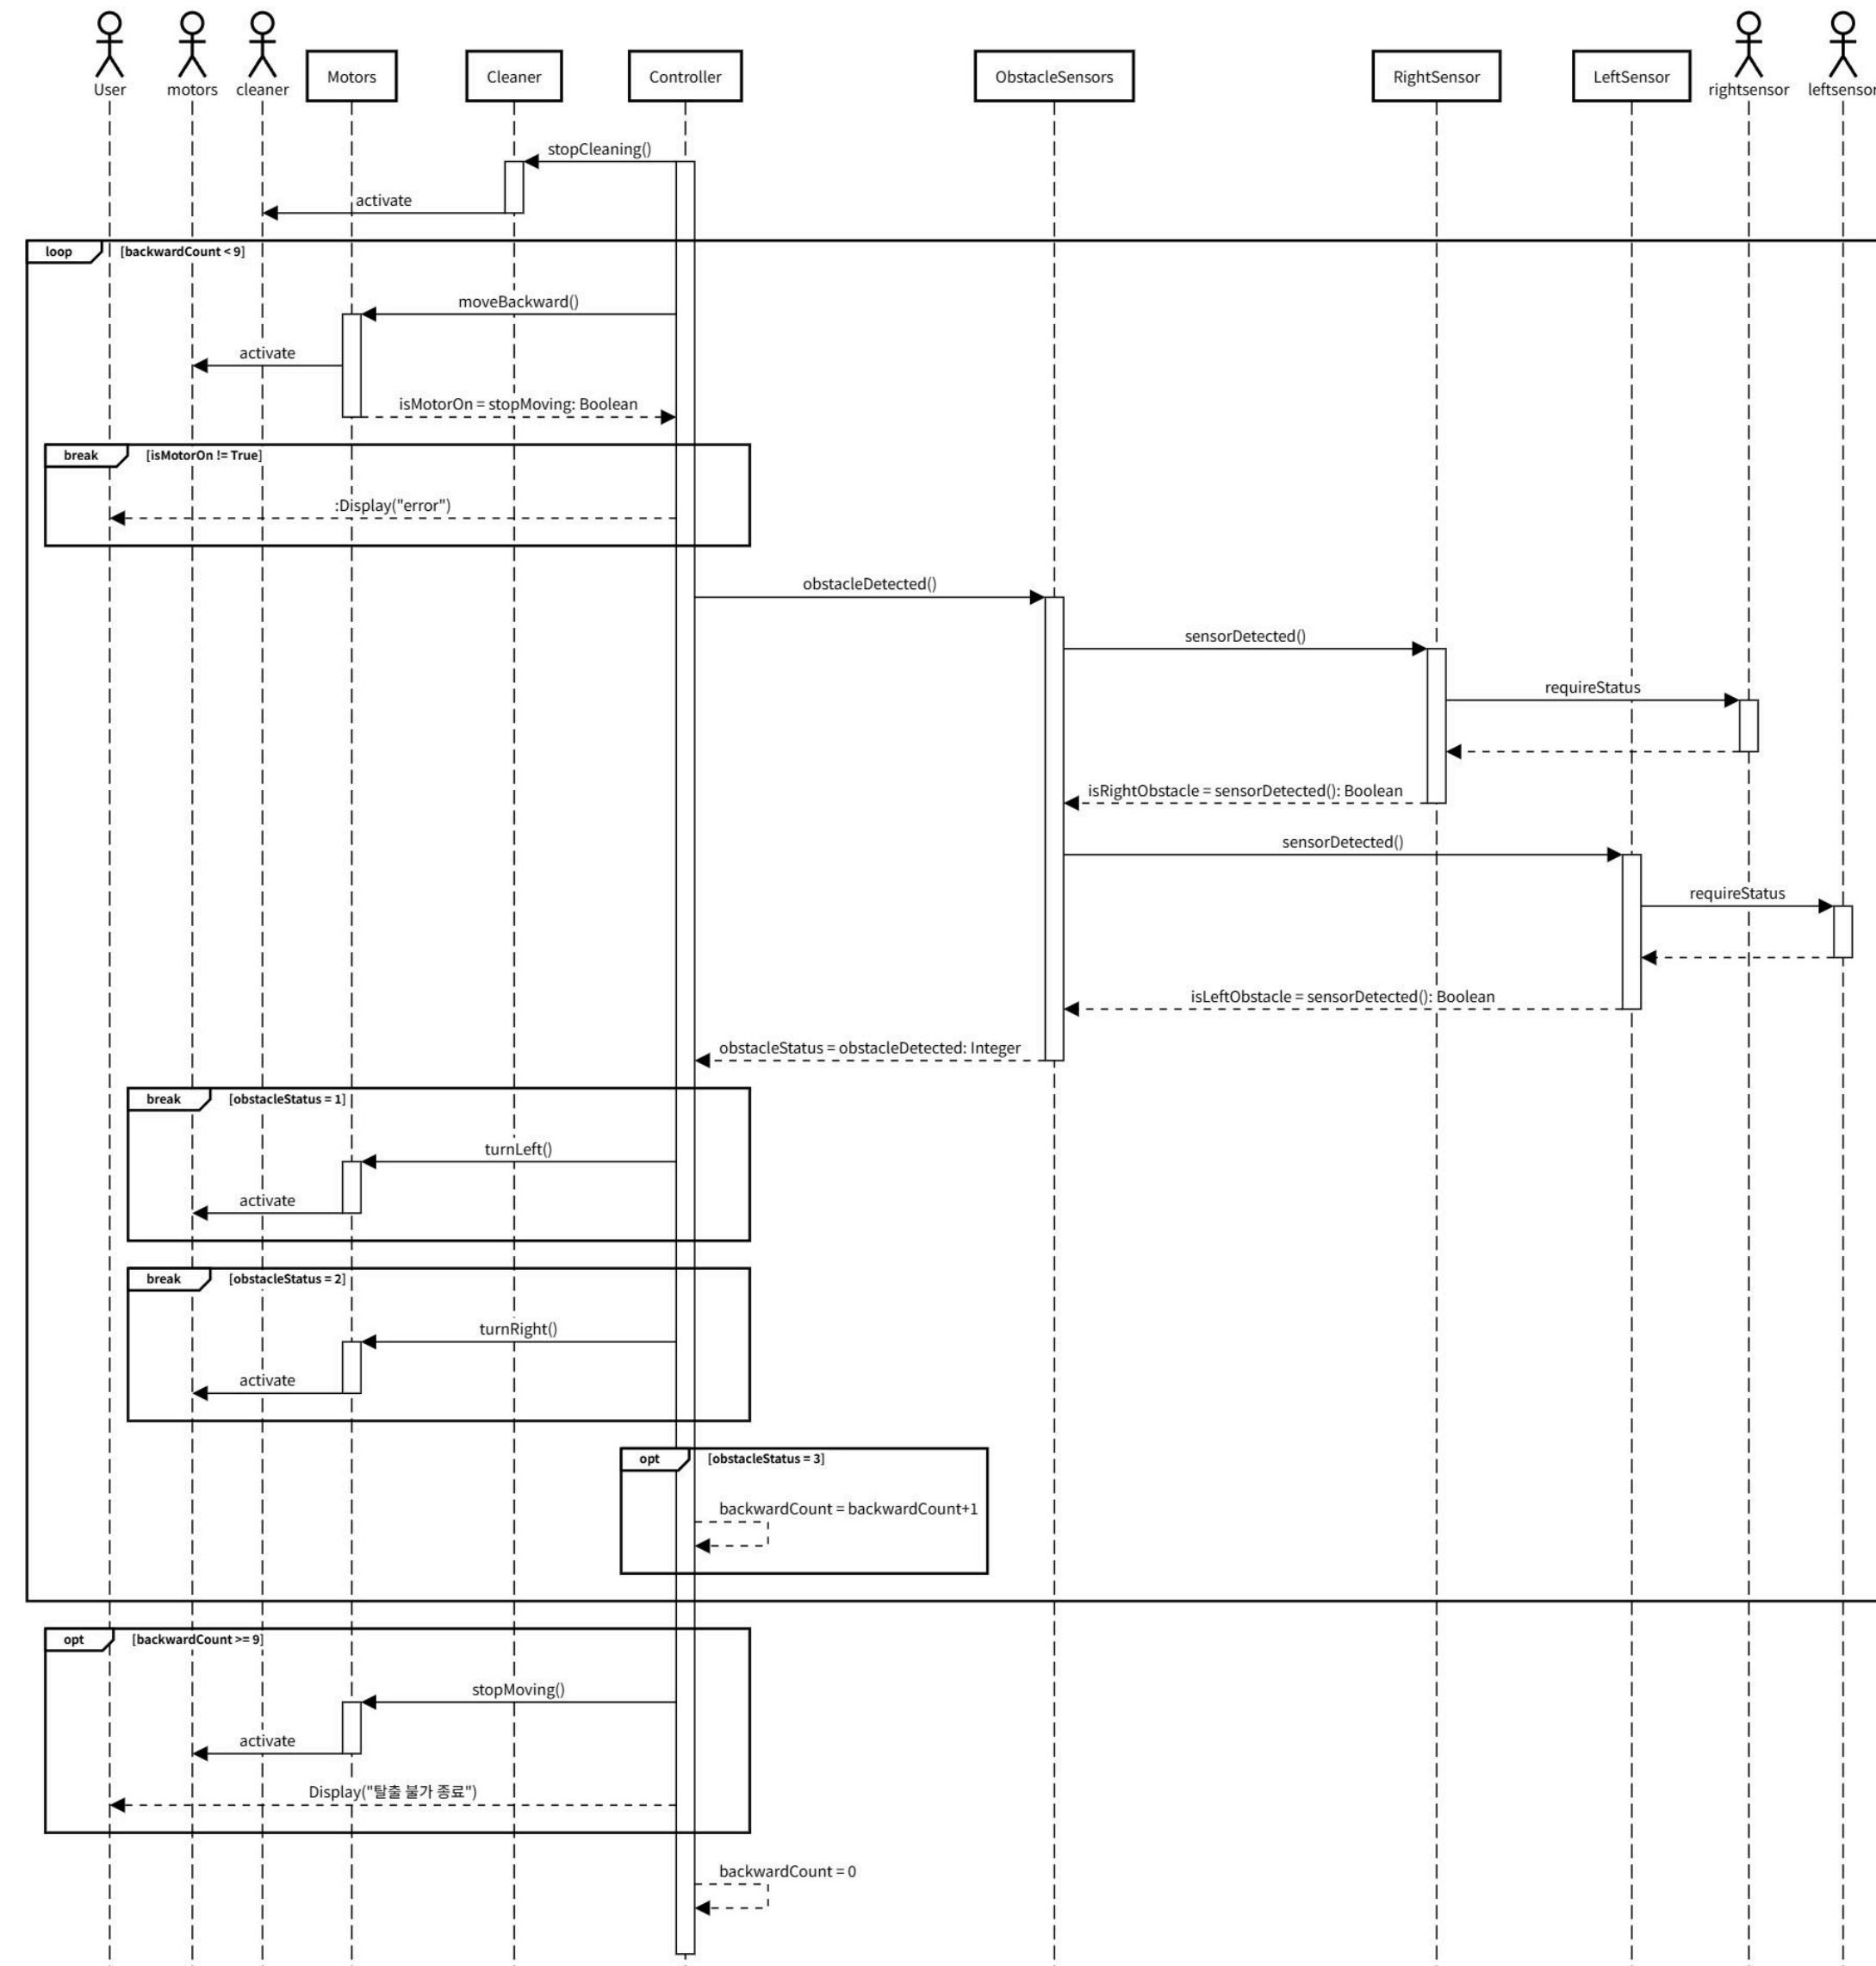 User
motors
cleaner
Motors
Cleaner
Controller
ObstacleSensors
RightSensor
LeftSensor
rightsensor
leftsensor
stopCleaning()
activate
loop
[backwardCount < 9]
moveBackward()
activate
isMotorOn = stopMoving: Boolean
break
[isMotorOn != True]
:Display("error")
obstacleDetected()
sensorDetected()
requireStatus
isRightObstacle = sensorDetected(): Boolean
sensorDetected()
requireStatus
isLeftObstacle = sensorDetected(): Boolean
obstacleStatus = obstacleDetected: Integer
break
[obstacleStatus = 1]
turnLeft()
activate
break
[obstacleStatus = 2]
turnRight()
activate
opt
[obstacleStatus = 3]
backwardCount = backwardCount+1
opt
[backwardCount >= 9]
stopMoving()
activate
Display("탈출 불가 종료")
backwardCount = 0